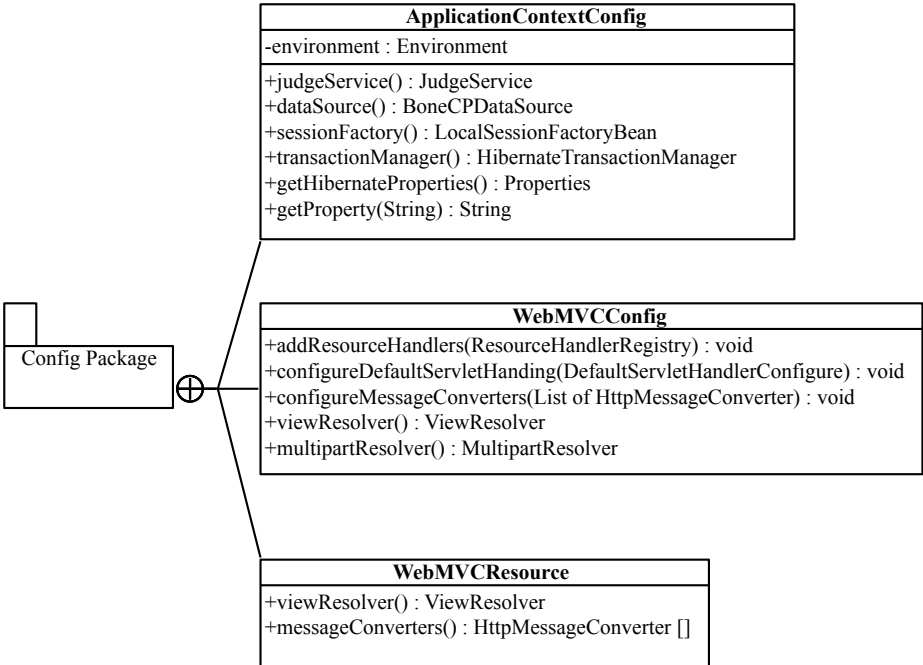 ApplicationContextConfig
-environment : Environment
+judgeService() : JudgeService
+dataSource() : BoneCPDataSource
+sessionFactory() : LocalSessionFactoryBean
+transactionManager() : HibernateTransactionManager
+getHibernateProperties() : Properties
+getProperty(String) : String
Config Package
WebMVCConfig
+addResourceHandlers(ResourceHandlerRegistry) : void
+configureDefaultServletHanding(DefaultServletHandlerConfigure) : void
+configureMessageConverters(List of HttpMessageConverter) : void
+viewResolver() : ViewResolver
+multipartResolver() : MultipartResolver
WebMVCResource
+viewResolver() : ViewResolver
+messageConverters() : HttpMessageConverter []